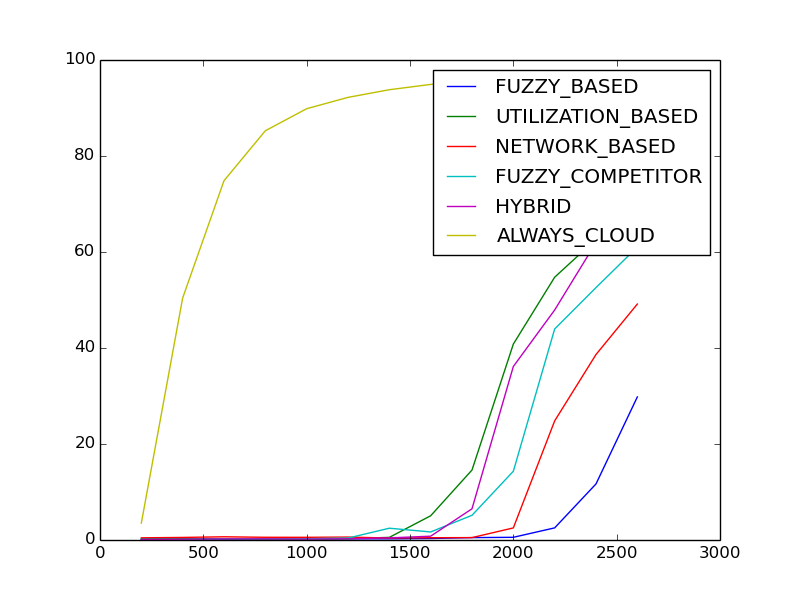 100
80
60
40
20
0
0 500 1000 1500 2000 2500 3000
FUZZY_BASED
UTILIZATION_BASED
NETWORK_BASED
FUZZY_COMPETITOR
HYBRID
ALWAYS_CLOUD